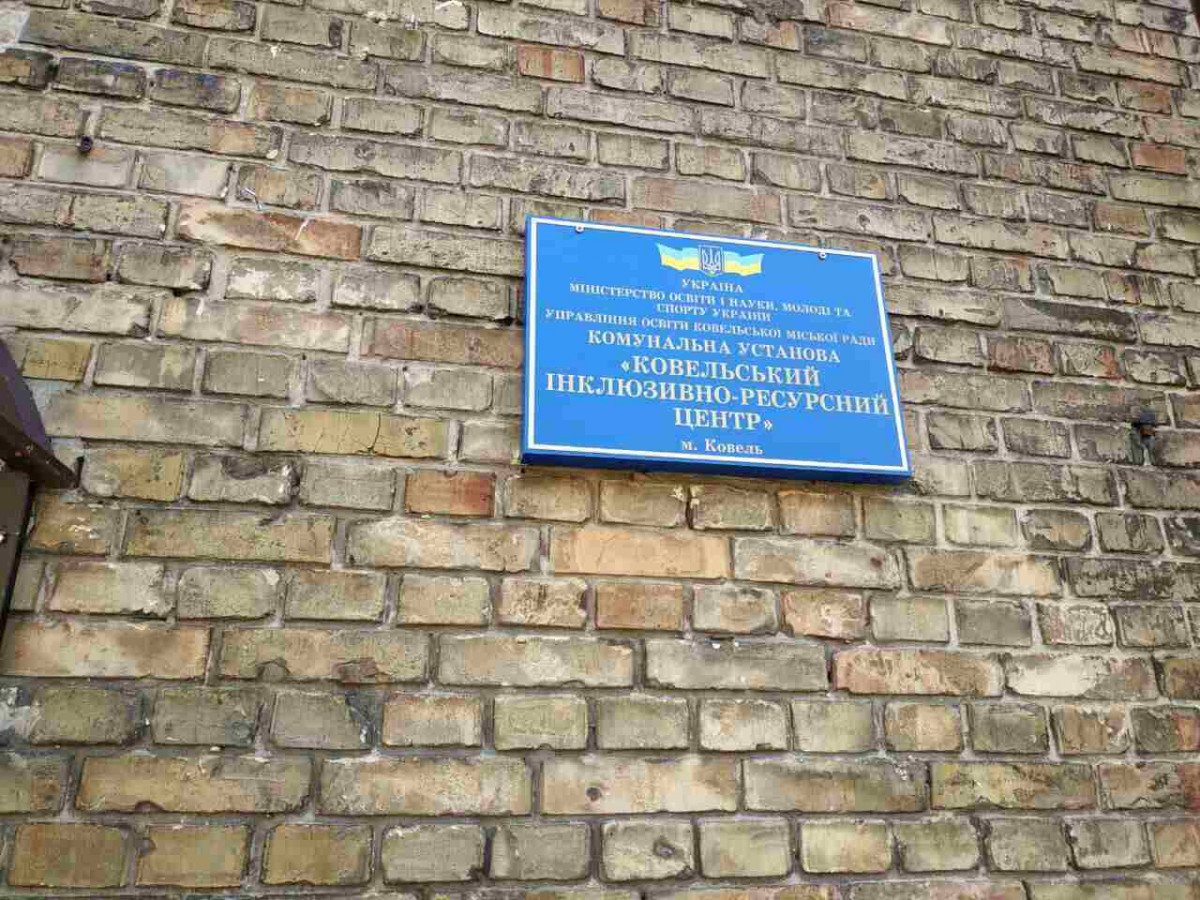 УКРАЇНА
МІНІСТЕРСТВО ОСВІТИ І НАУКИ, МОЛОДІ ТА
СПОРТУ УКРАЇНИ
УПРАВЛІННЯ ОСВІТИ КОВЕЛЬСЬКОЇ МІСЬКОЇ РАДИ
КОМУНАЛЬНА УСТАНОВА
«КОВЕЛЬСЬКИЙ
ІНКЛЮЗИВНО-РЕСУРСНИЙ
ЦЕНТР»
м. Ковель